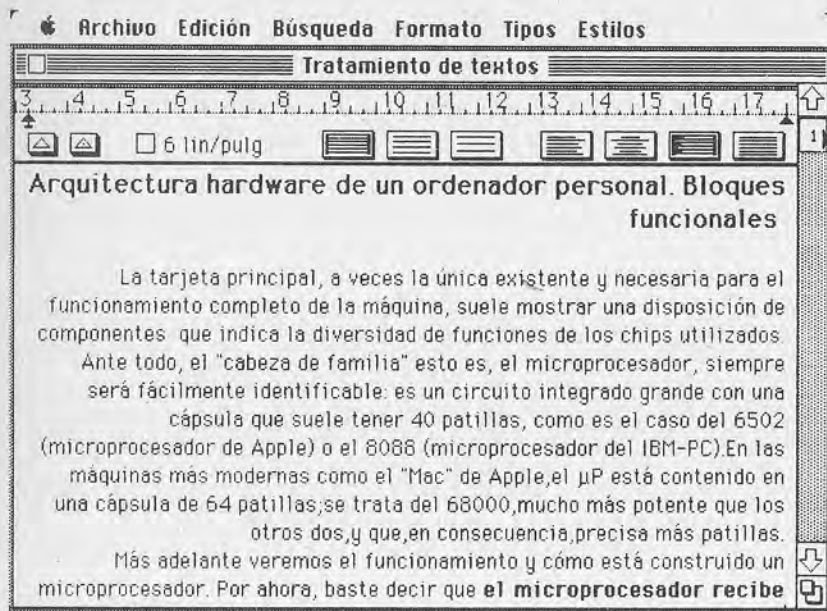 Archivo Edición Búsqueda Formato Tipos Estilos
Tratamiento de textos
3 4 5 6 7 8 9 10 11 12 13 14 15 16 17
6 lin/pulg
1
Arquitectura hardware de un ordenador personal. Bloques
funcionales
La tarjeta principal, a veces la única existente y necesaria para el
funcionamiento completo de la máquina, suele mostrar una disposición de
componentes que indica la diversidad de funciones de los chips utilizados.
Ante todo, el "cabeza de familia" esto es, el microprocesador, siempre
será fácilmente identificable: es un circuito integrado grande con una
cápsula que suele tener 40 patillas, como es el caso del 6502
(microprocesador de Apple) o el 8088 (microprocesador del IBM-PC).En las
máquinas más modernas como el "Mac" de Apple,el µP está contenido en
una cápsula de 64 patillas;se trata del 68000,mucho más potente que los
otros dos,y que,en consecuencia,precisa más patillas.
Más adelante veremos el funcionamiento y cómo está construido un
microprocesador. Por ahora, baste decir que el microprocesador recibe